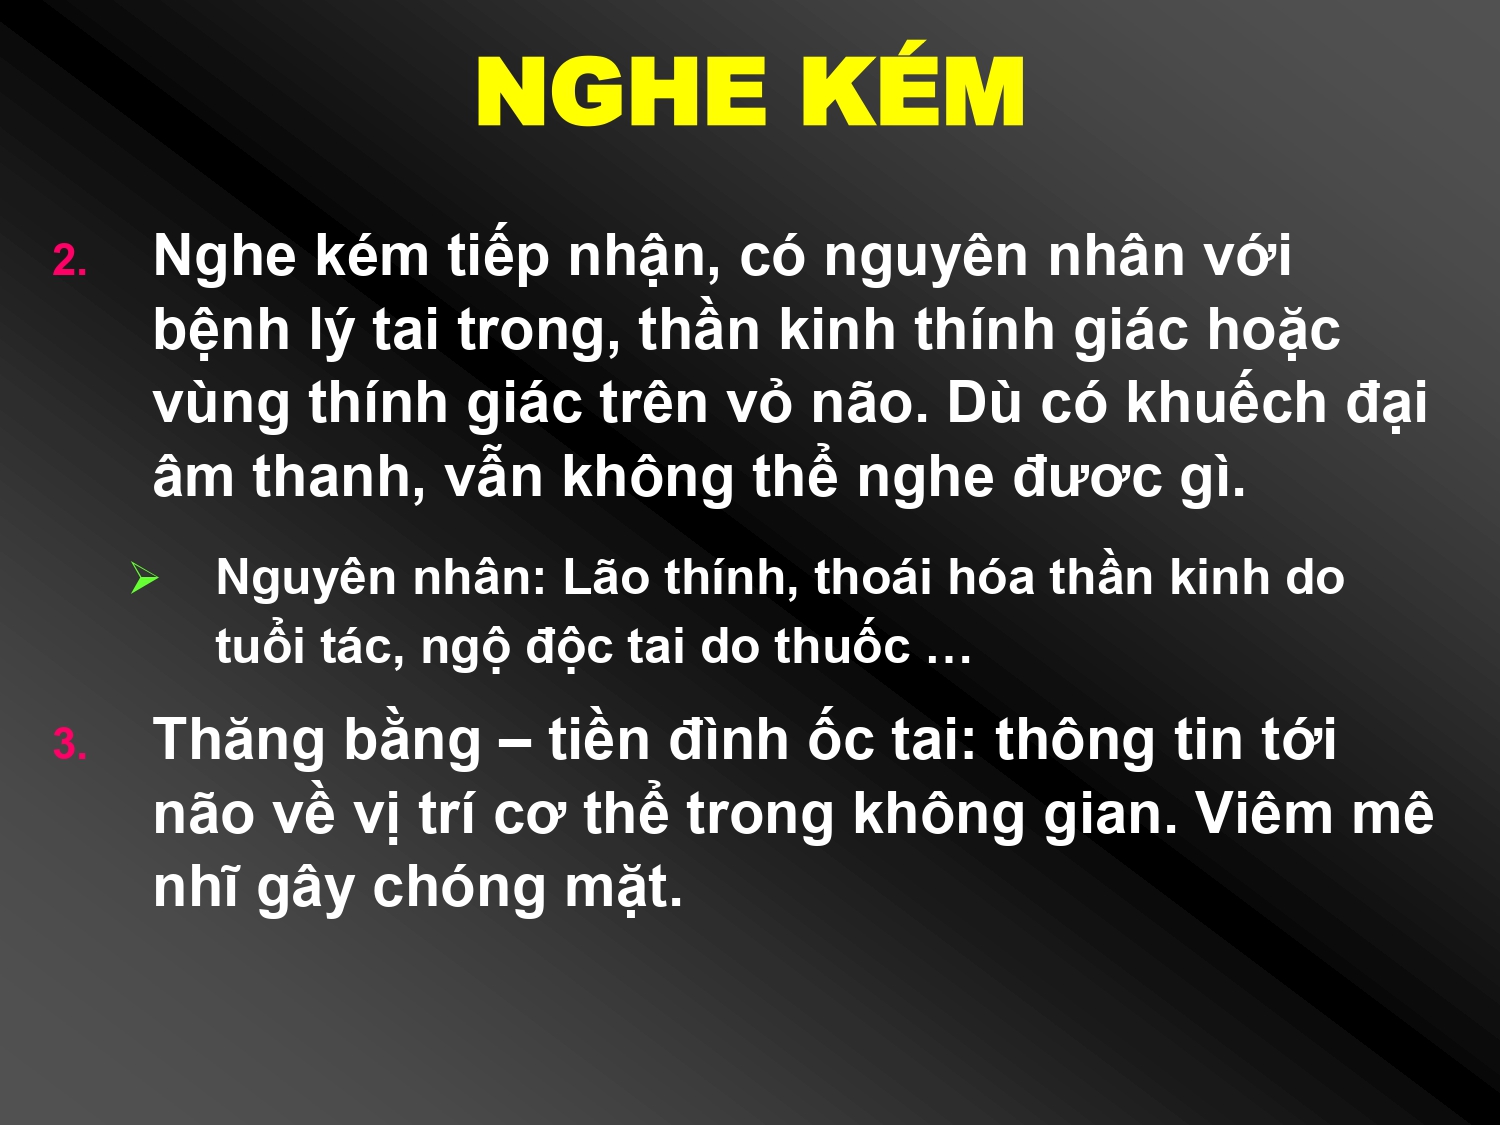 NGHE KÉM
2. Nghe kém tiếp nhận, có nguyên nhân với
bệnh lý tai trong, thần kinh thính giác hoặc
vùng thính giác trên vỏ não. Dù có khuếch đại
âm thanh, vẫn không thể nghe đươc gì.
➢ Nguyên nhân: Lão thính, thoái hóa thần kinh do
tuổi tác, ngộ độc tai do thuốc …
3. Thăng bằng – tiền đình ốc tai: thông tin tới
não về vị trí cơ thể trong không gian. Viêm mê
nhĩ gây chóng mặt.